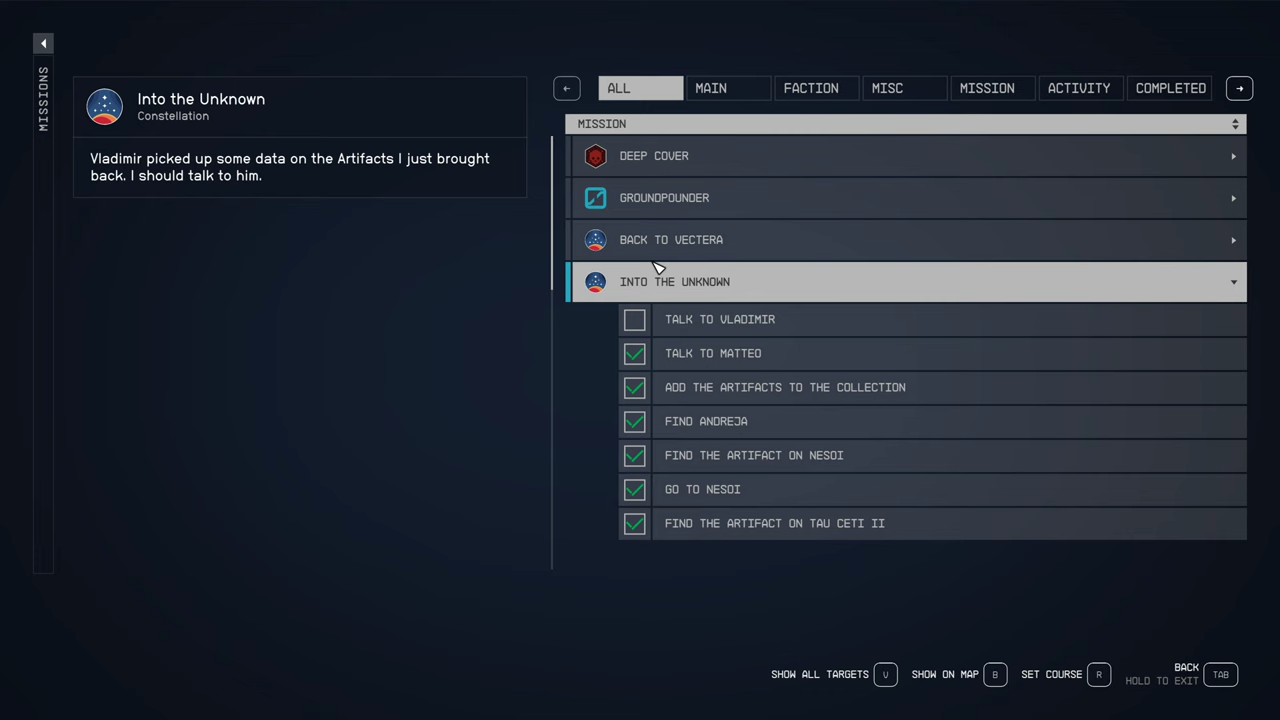 MISSIONS
Into the Unknown
Constellation
Vladimir picked up some data on the Artifacts I just brought
back. I should talk to him.
ALL
MAIN
FACTION
MISC
MISSION
ACTIVITY
COMPLETED
MISSION
DEEP COVER
GROUNDPOUNDER
BACK TO VECTERA
INTO THE UNKNOWN
TALK TO VLADIMIR
TALK TO MATTEO
ADD THE ARTIFACTS TO THE COLLECTION
FIND ANDREJA
FIND THE ARTIFACT ON NESOI
GO TO NESOI
FIND THE ARTIFACT ON TAU CETI II
SHOW ALL TARGETS V
SHOW ON MAP B
SET COURSE R
BACK
HOLD TO EXIT
TAB